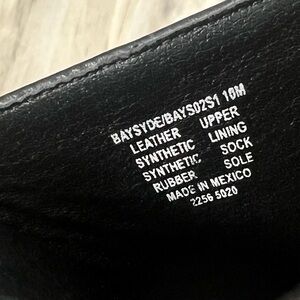 BAYSYDE/BAYS02S1 10M
LEATHER UPPER
SYNTHETIC LINING
SYNTHETIC SOCK
RUBBER SOLE
MADE IN MEXICO
2256 5020